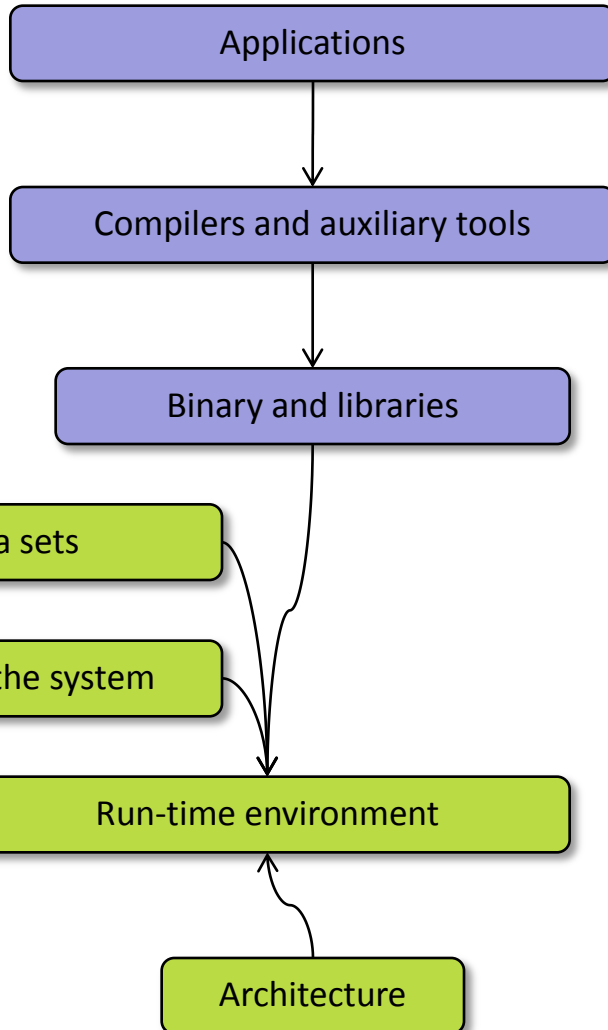 Applications
Compilers and auxiliary tools
Binary and libraries
a sets
the system
Run-time environment
Architecture